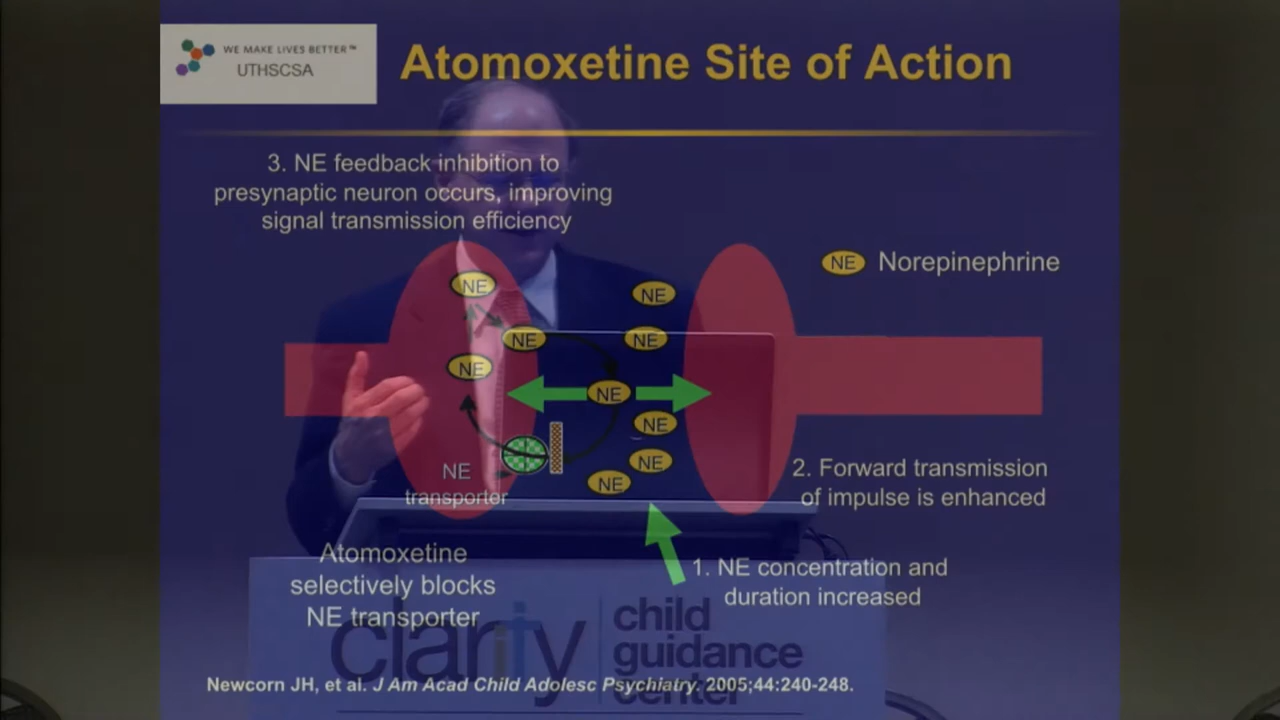 WE MAKE LIVES BETTER™
UTHSCSA
Atomoxetine Site of Action
3. NE feedback inhibition to
presynaptic neuron occurs, improving
signal transmission efficiency
NE Norepinephrine
NE
NE
NE
NE
NE
NE
NE
NE
NE
NE
transporter
2. Forward transmission
of impulse is enhanced
Atomoxetine
selectively blocks
NE transporter
1. NE concentration and
duration increased
clarity
child
guidance
center
Newcorn JH, et al. J Am Acad Child Adolesc Psychiatry. 2005;44:240-248.